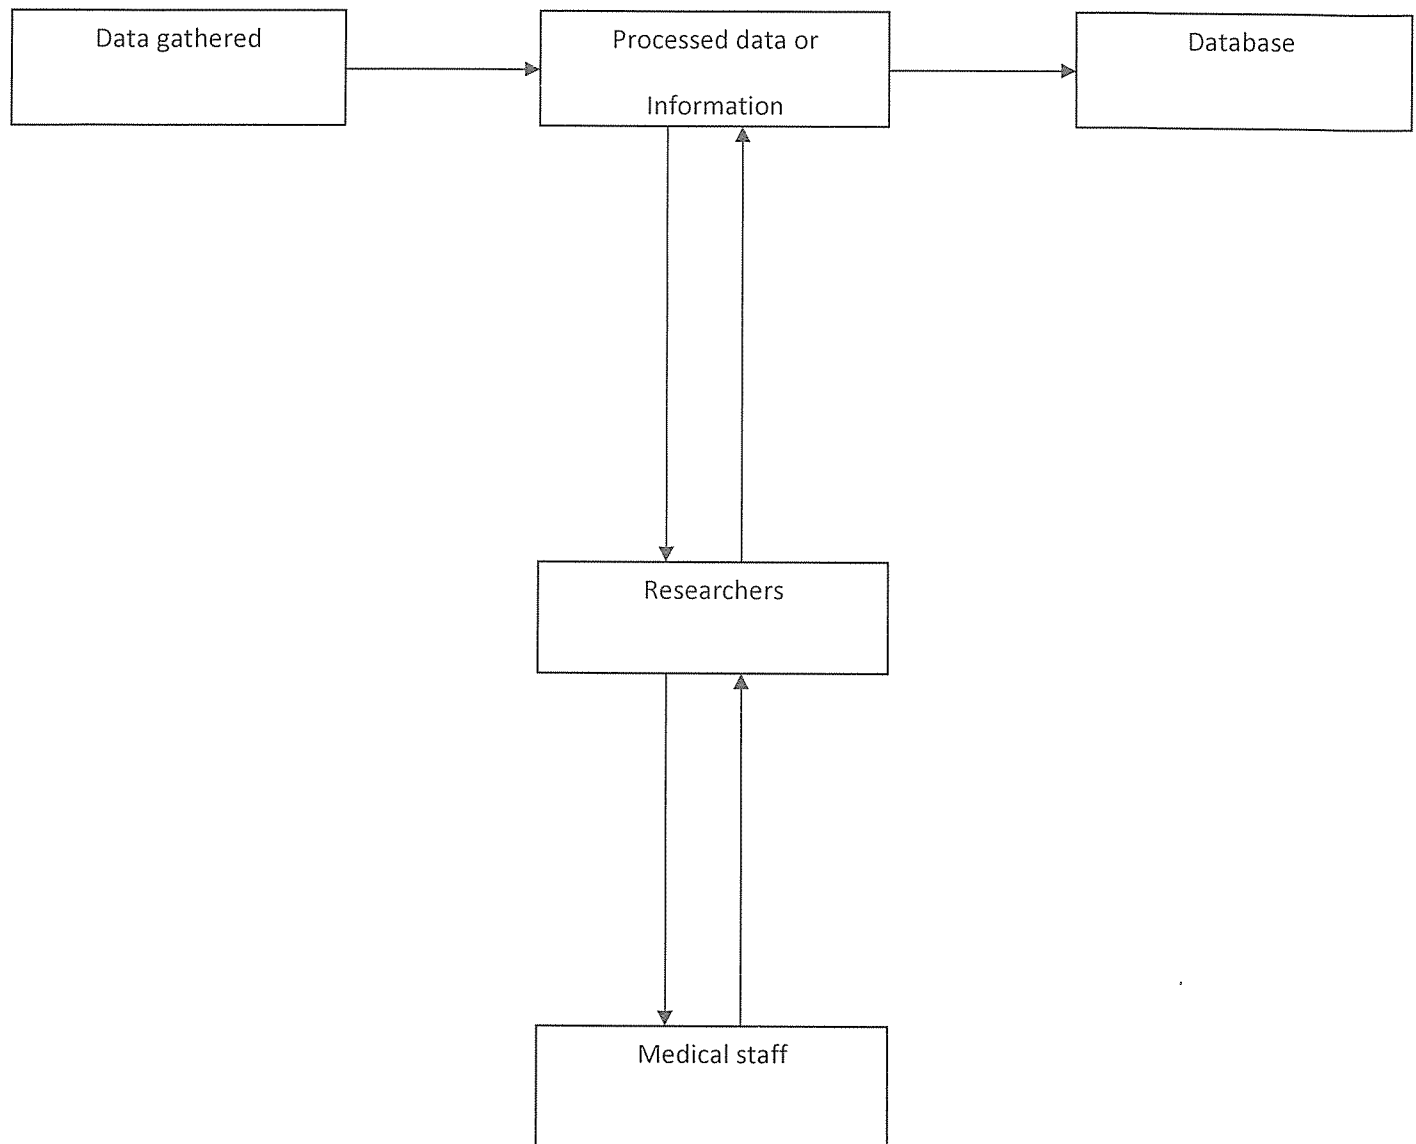 Data gathered
Processed data or
Information
Database
Researchers
Medical staff